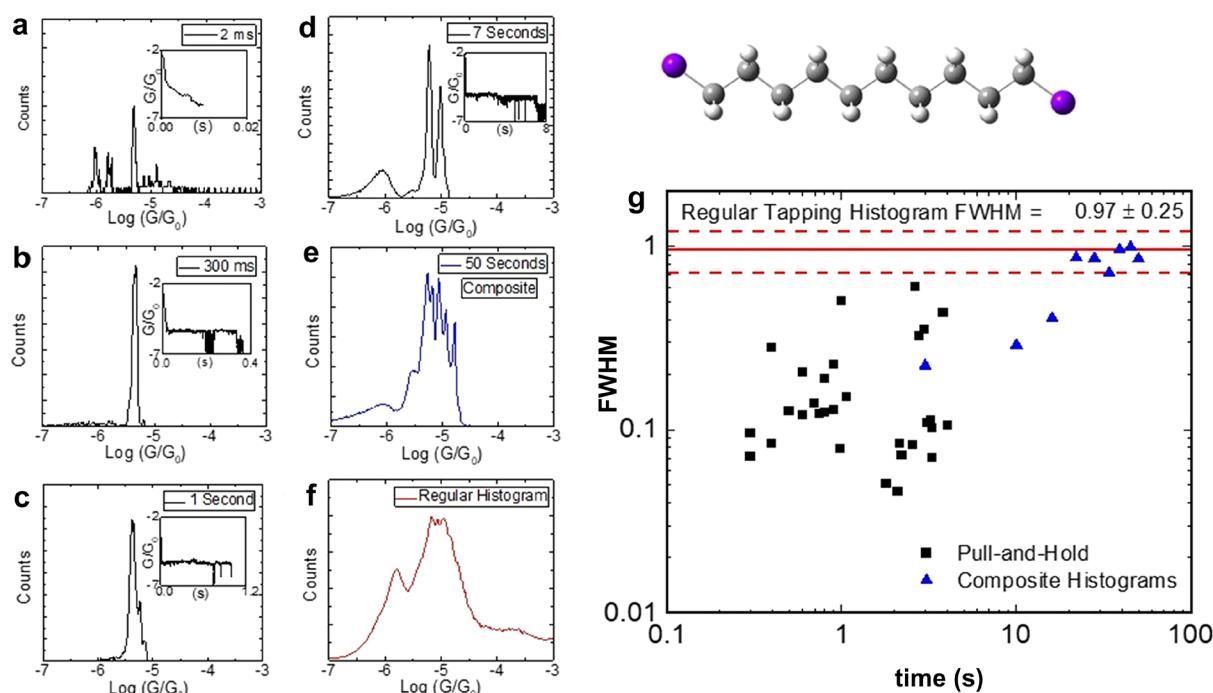 a
2 ms
-2
G/G0
-7
0.00
(s)
0.02
Counts
-7 -6 -5 -4 -3
Log (G/G0)
b
300 ms
-2
G/G0
-7
0.0
(s)
0.4
Counts
-7 -6 -5 -4 -3
Log (G/G0)
c
1 Second
-2
G/G0
-7
0.0
(s)
1.2
Counts
-7 -6 -5 -4 -3
d
7 Seconds
-2
G/G0
-7
0
(s)
8
Counts
-7 -6 -5 -4 -3
Log (G/G0)
e
50 Seconds
Composite
Counts
-7 -6 -5 -4 -3
Log (G/G0)
f
Regular Histogram
Counts
-7 -6 -5 -4 -3
g
Regular Tapping Histogram FWHM = 0.97 ± 0.25
1
0.1
0.01
FWHM
Pull-and-Hold
Composite Histograms
0.1 1 10 100
time (s)